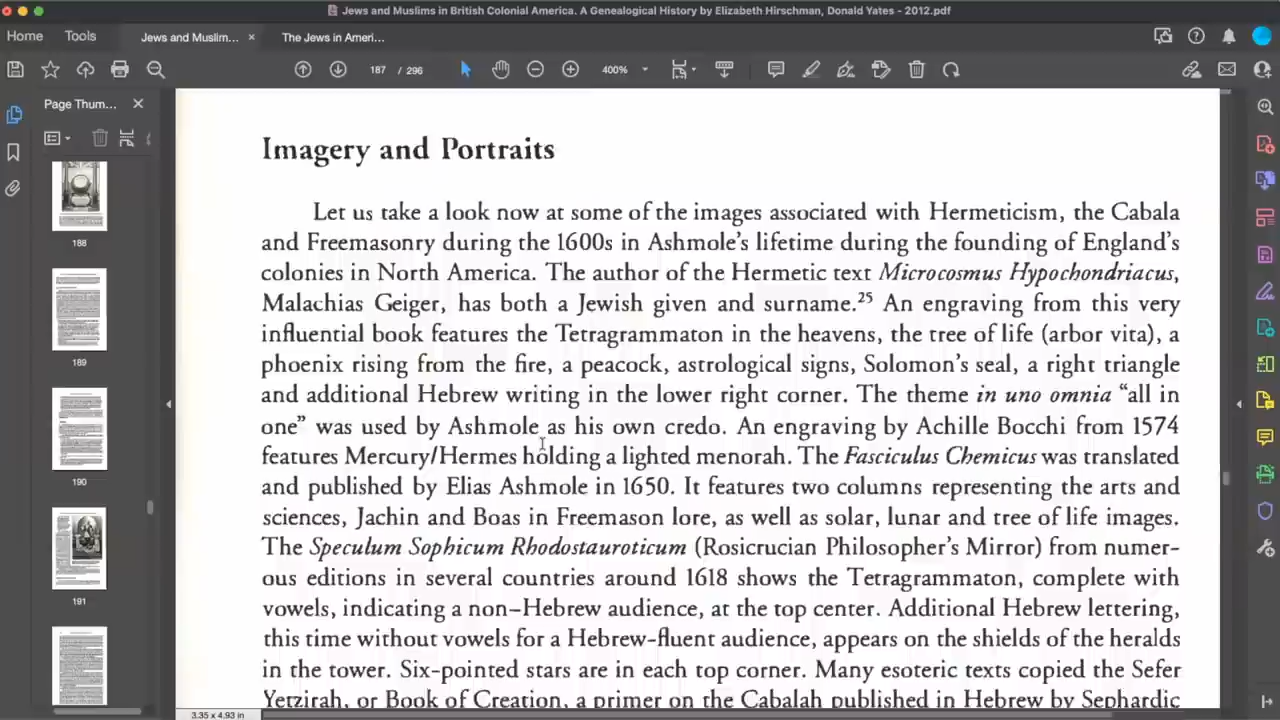 Jews and Muslims in British Colonial America. A Genealogical History by Elizabeth Hirschman, Donald Yates - 2012.pdf
Home Tools Jews and Muslim... × The Jews in Ameri...
187 / 296 400%
Page Thum...
188
189
190
191
Imagery and Portraits
Let us take a look now at some of the images associated with Hermeticism, the Cabala
and Freemasonry during the 1600s in Ashmole's lifetime during the founding of England's
colonies in North America. The author of the Hermetic text Microcosmus Hypochondriacus,
Malachias Geiger, has both a Jewish given and surname.25 An engraving from this very
influential book features the Tetragrammaton in the heavens, the tree of life (arbor vita), a
phoenix rising from the fire, a peacock, astrological signs, Solomon's seal, a right triangle
and additional Hebrew writing in the lower right corner. The theme in uno omnia “all in
one” was used by Ashmole as his own credo. An engraving by Achille Bocchi from 1574
features Mercury/Hermes holding a lighted menorah. The Fasciculus Chemicus was translated
and published by Elias Ashmole in 1650. It features two columns representing the arts and
sciences, Jachin and Boas in Freemason lore, as well as solar, lunar and tree of life images.
The Speculum Sophicum Rhodostauroticum (Rosicrucian Philosopher's Mirror) from numer-
ous editions in several countries around 1618 shows the Tetragrammaton, complete with
vowels, indicating a non–Hebrew audience, at the top center. Additional Hebrew lettering,
this time without vowels for a Hebrew-fluent audience, appears on the shields of the heralds
in the lower. Six-pointed stars are in each top corner. Many esoteric texts copied the Sefer
Yetzirah, or Book of Creation, a primer on the Cabalah published in Hebrew by Sephardic
3.35 x 4.93 in